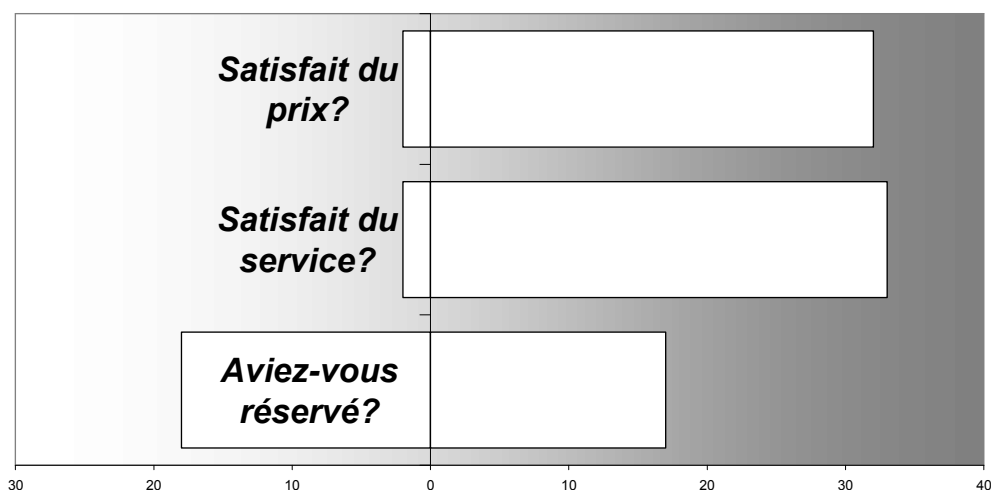 Satisfait du
prix?
Satisfait du
service?
Aviez-vous
réservé?
30 20 10 0 10 20 30 40